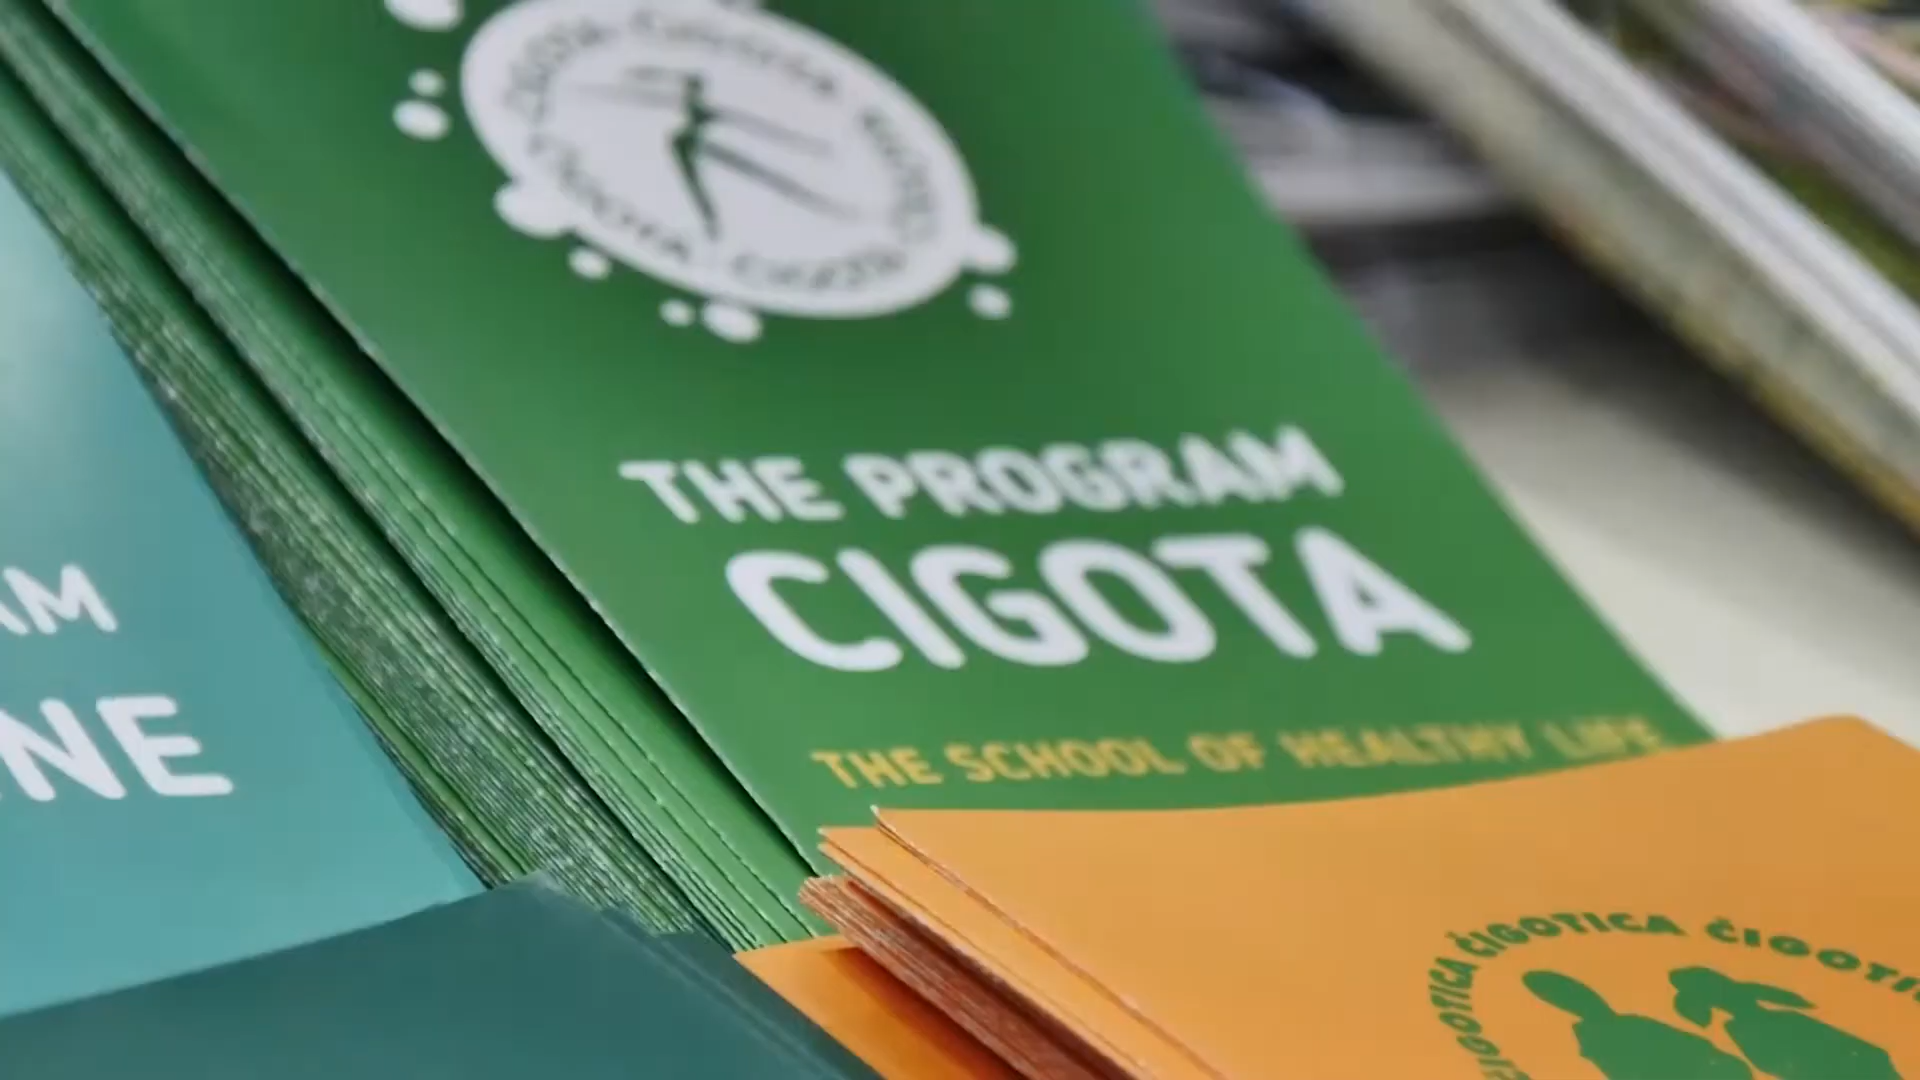 THE PROGRAM
CIGOTA
THE SCHOOL OF HEALTHY LIFE
AM
NE
ČIGOTICA ČIGOTICA